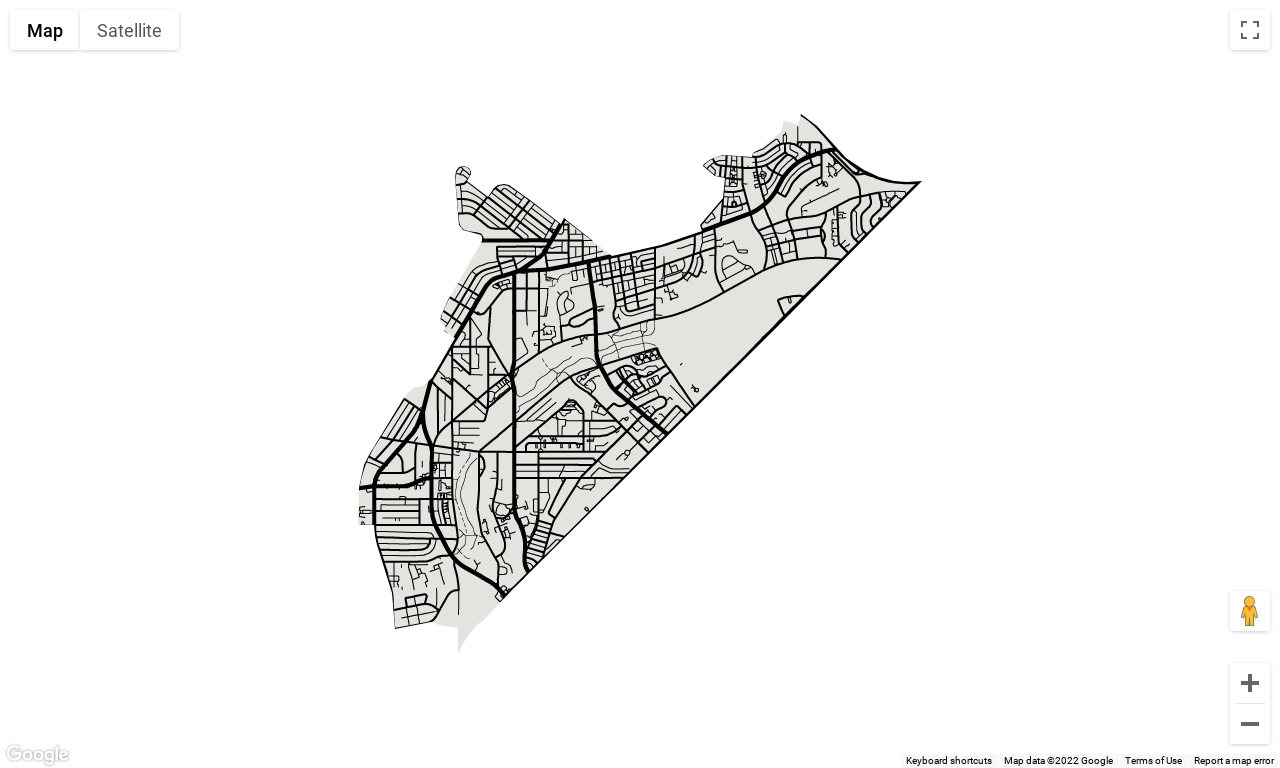 Map Satellite
Google
Keyboard shortcuts
Map data ©2022 Google
Terms of Use
Report a map error